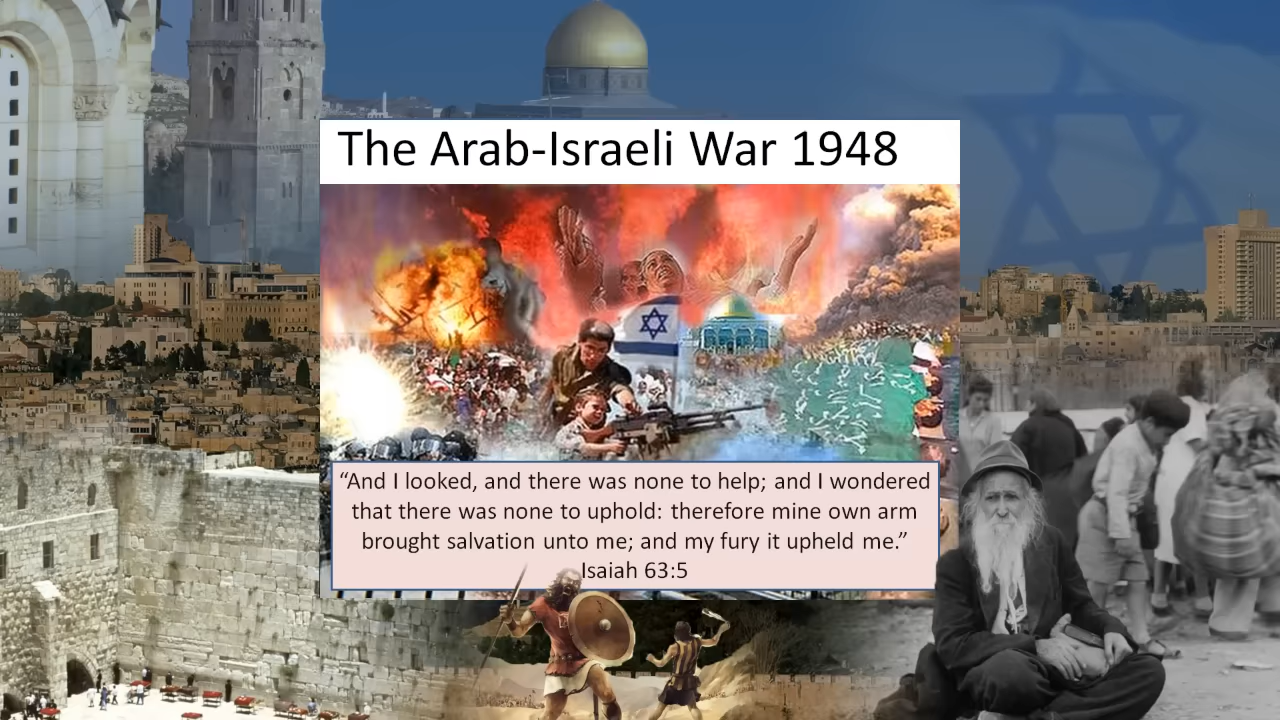 The Arab-Israeli War 1948
“And I looked, and there was none to help; and I wondered
that there was none to uphold: therefore mine own arm
brought salvation unto me; and my fury it upheld me.”
Isaiah 63:5